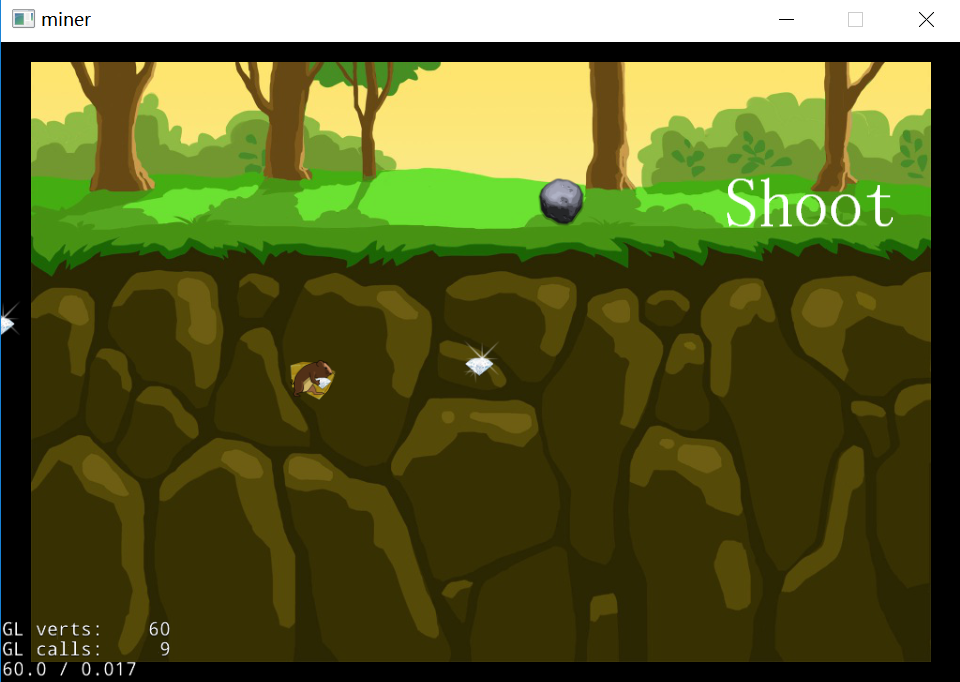 miner
Shoot
GL verts: 60
GL calls: 9
60.0 / 0.017